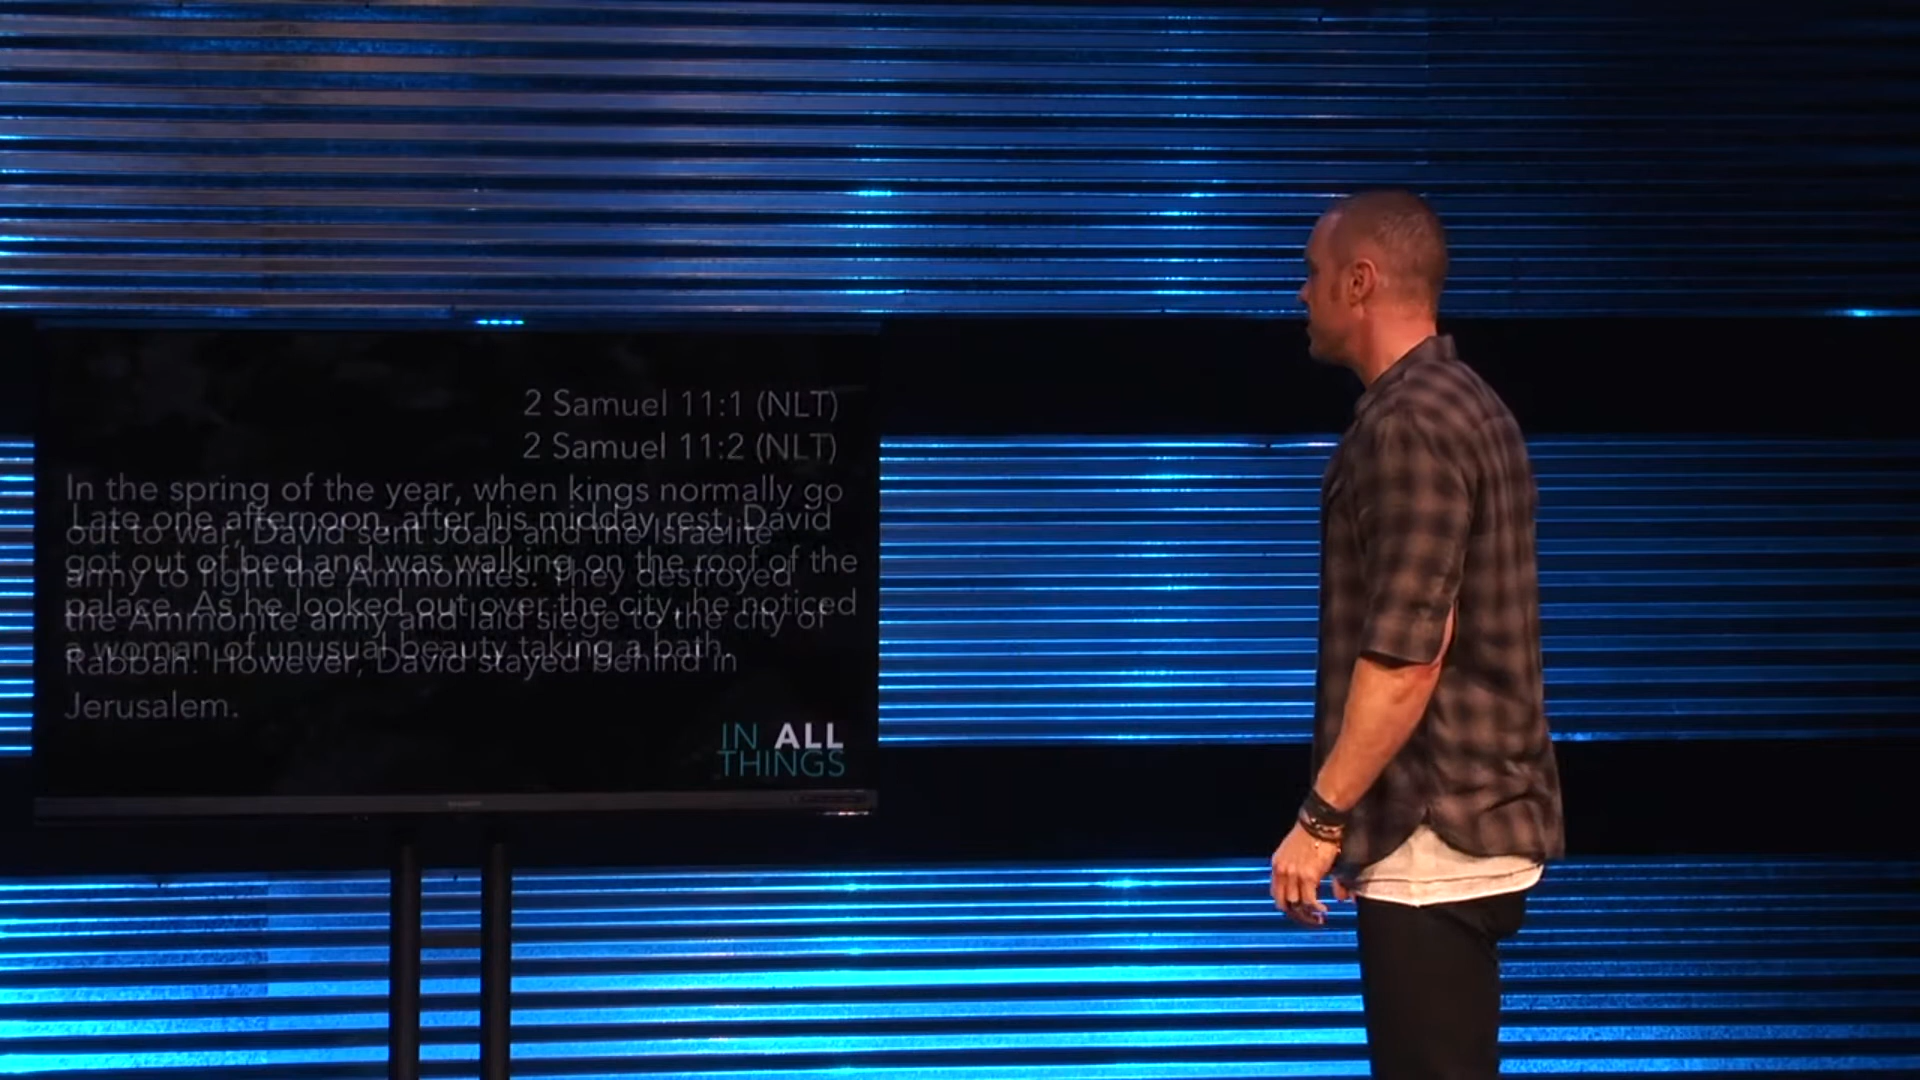 2 Samuel 11:1 (NLT)
2 Samuel 11:2 (NLT)
In the spring of the year, when kings normally go
out to war, David sent Joab and the Israelite
army to fight the Ammonites. They destroyed
the Ammonite army and laid siege to the city of
Rabbah. However, David stayed behind in
Jerusalem.
Late one afternoon, after his midday rest, David
got out of bed and was walking on the roof of the
palace. As he looked out over the city, he noticed
a woman of unusual beauty taking a bath.
IN ALL
THINGS